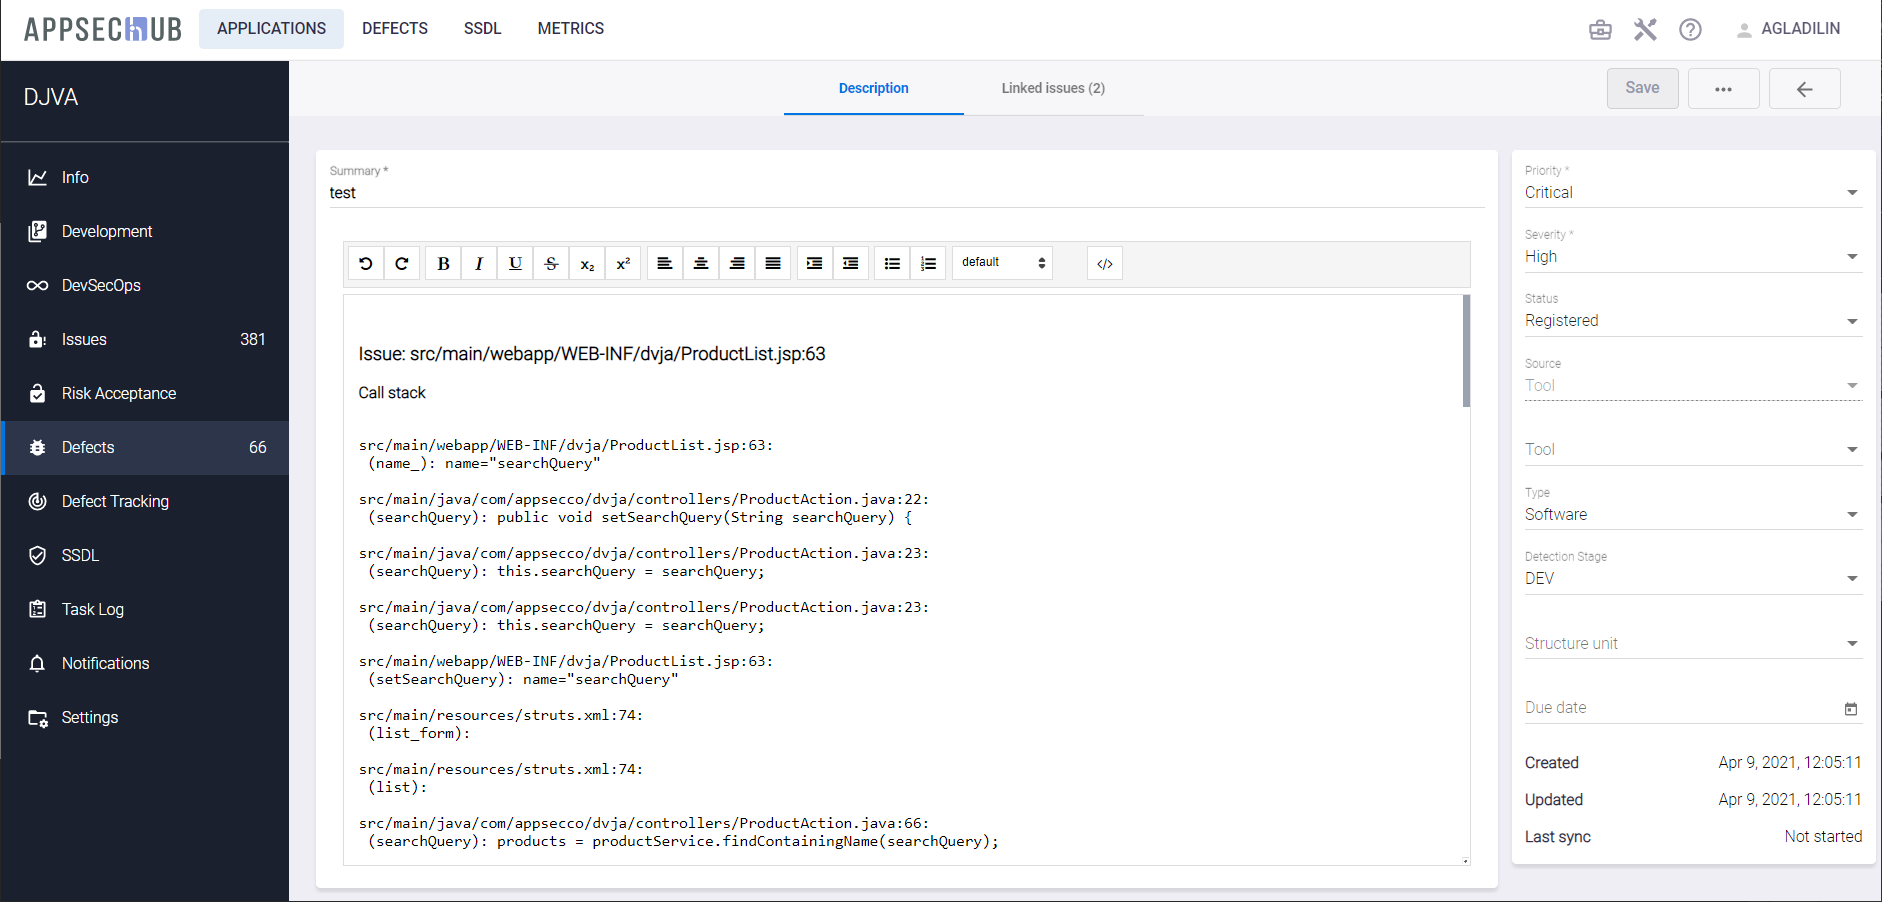 APPSECHUB
APPLICATIONS
DEFECTS
SSDL
METRICS
AGLADILIN
DJVA
Info
Development
DevSecOps
Issues 381
Risk Acceptance
Defects 66
Defect Tracking
SSDL
Task Log
Notifications
Settings
Description
Linked issues (2)
Save
...
Summary *
test
B I U S x₂ x²
default
</>
Issue: src/main/webapp/WEB-INF/dvja/ProductList.jsp:63
Call stack
src/main/webapp/WEB-INF/dvja/ProductList.jsp:63:
(name_): name="searchQuery"
src/main/java/com/appsecco/dvja/controllers/ProductAction.java:22:
(searchQuery): public void setSearchQuery(String searchQuery) {
src/main/java/com/appsecco/dvja/controllers/ProductAction.java:23:
(searchQuery): this.searchQuery = searchQuery;
src/main/java/com/appsecco/dvja/controllers/ProductAction.java:23:
(searchQuery): this.searchQuery = searchQuery;
src/main/webapp/WEB-INF/dvja/ProductList.jsp:63:
(setSearchQuery): name="searchQuery"
src/main/resources/struts.xml:74:
(list_form):
src/main/resources/struts.xml:74:
(list):
src/main/java/com/appsecco/dvja/controllers/ProductAction.java:66:
(searchQuery): products = productService.findContainingName(searchQuery);
Priority *
Critical
Severity *
High
Status
Registered
Source
Tool
Tool
Type
Software
Detection Stage
DEV
Structure unit
Due date
Created Apr 9, 2021, 12:05:11
Updated Apr 9, 2021, 12:05:11
Last sync Not started